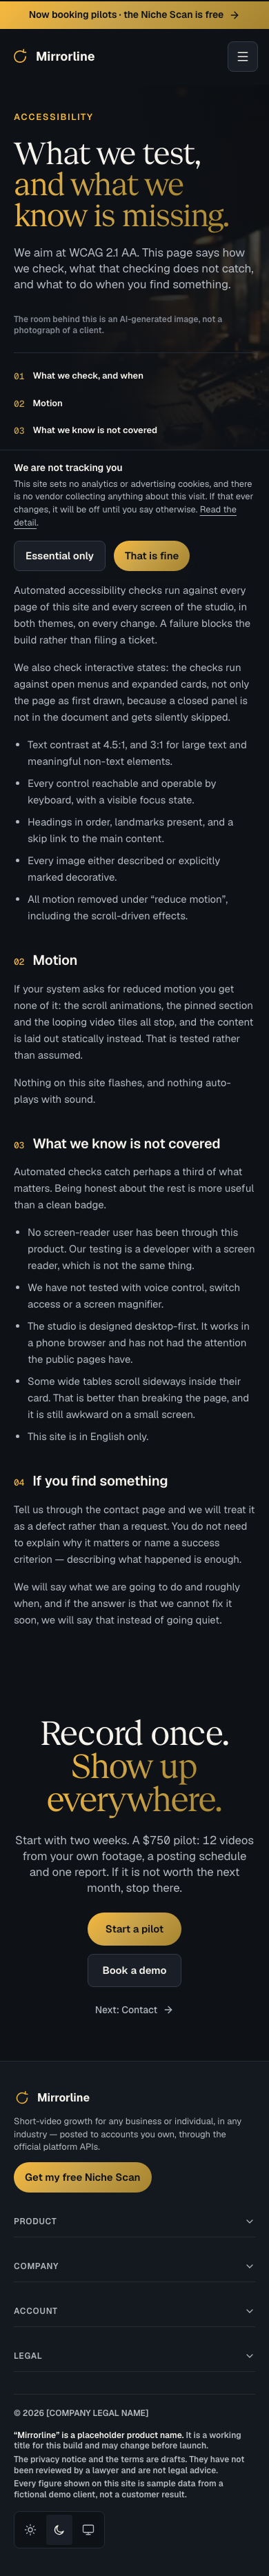 Now booking pilots · the Niche Scan is free →
Mirrorline
ACCESSIBILITY
What we test,
and what we
know is missing.
We aim at WCAG 2.1 AA. This page says how
we check, what that checking does not catch,
and what to do when you find something.
The room behind this is an AI-generated image, not a
photograph of a client.
01 What we check, and when
02 Motion
03 What we know is not covered
We are not tracking you
This site sets no analytics or advertising cookies, and there
is no vendor collecting anything about this visit. If that ever
changes, it will be off until you say otherwise. Read the
detail.
Essential only
That is fine
Automated accessibility checks run against every
page of this site and every screen of the studio, in
both themes, on every change. A failure blocks the
build rather than filing a ticket.
We also check interactive states: the checks run
against open menus and expanded cards, not only
the page as first drawn, because a closed panel is
not in the document and gets silently skipped.
• Text contrast at 4.5:1, and 3:1 for large text and
meaningful non-text elements.
• Every control reachable and operable by
keyboard, with a visible focus state.
• Headings in order, landmarks present, and a
skip link to the main content.
• Every image either described or explicitly
marked decorative.
• All motion removed under “reduce motion”,
including the scroll-driven effects.
02 Motion
If your system asks for reduced motion you get
none of it: the scroll animations, the pinned section
and the looping video tiles all stop, and the content
is laid out statically instead. That is tested rather
than assumed.
Nothing on this site flashes, and nothing auto-
plays with sound.
03 What we know is not covered
Automated checks catch perhaps a third of what
matters. Being honest about the rest is more useful
than a clean badge.
• No screen-reader user has been through this
product. Our testing is a developer with a screen
reader, which is not the same thing.
• We have not tested with voice control, switch
access or a screen magnifier.
• The studio is designed desktop-first. It works in
a phone browser and has not had the attention
the public pages have.
• Some wide tables scroll sideways inside their
card. That is better than breaking the page, and
it is still awkward on a small screen.
• This site is in English only.
04 If you find something
Tell us through the contact page and we will treat it
as a defect rather than a request. You do not need
to explain why it matters or name a success
criterion — describing what happened is enough.
We will say what we are going to do and roughly
when, and if the answer is that we cannot fix it
soon, we will say that instead of going quiet.
Record once.
Show up
everywhere.
Start with two weeks. A $750 pilot: 12 videos
from your own footage, a posting schedule
and one report. If it is not worth the next
month, stop there.
Start a pilot
Book a demo
Next: Contact →
Mirrorline
Short-video growth for any business or individual, in any
industry — posted to accounts you own, through the
official platform APIs.
Get my free Niche Scan
PRODUCT
COMPANY
ACCOUNT
LEGAL
© 2026 [COMPANY LEGAL NAME]
“Mirrorline” is a placeholder product name. It is a working
title for this build and may change before launch.
The privacy notice and the terms are drafts. They have not
been reviewed by a lawyer and are not legal advice.
Every figure shown on this site is sample data from a
fictional demo client, not a customer result.